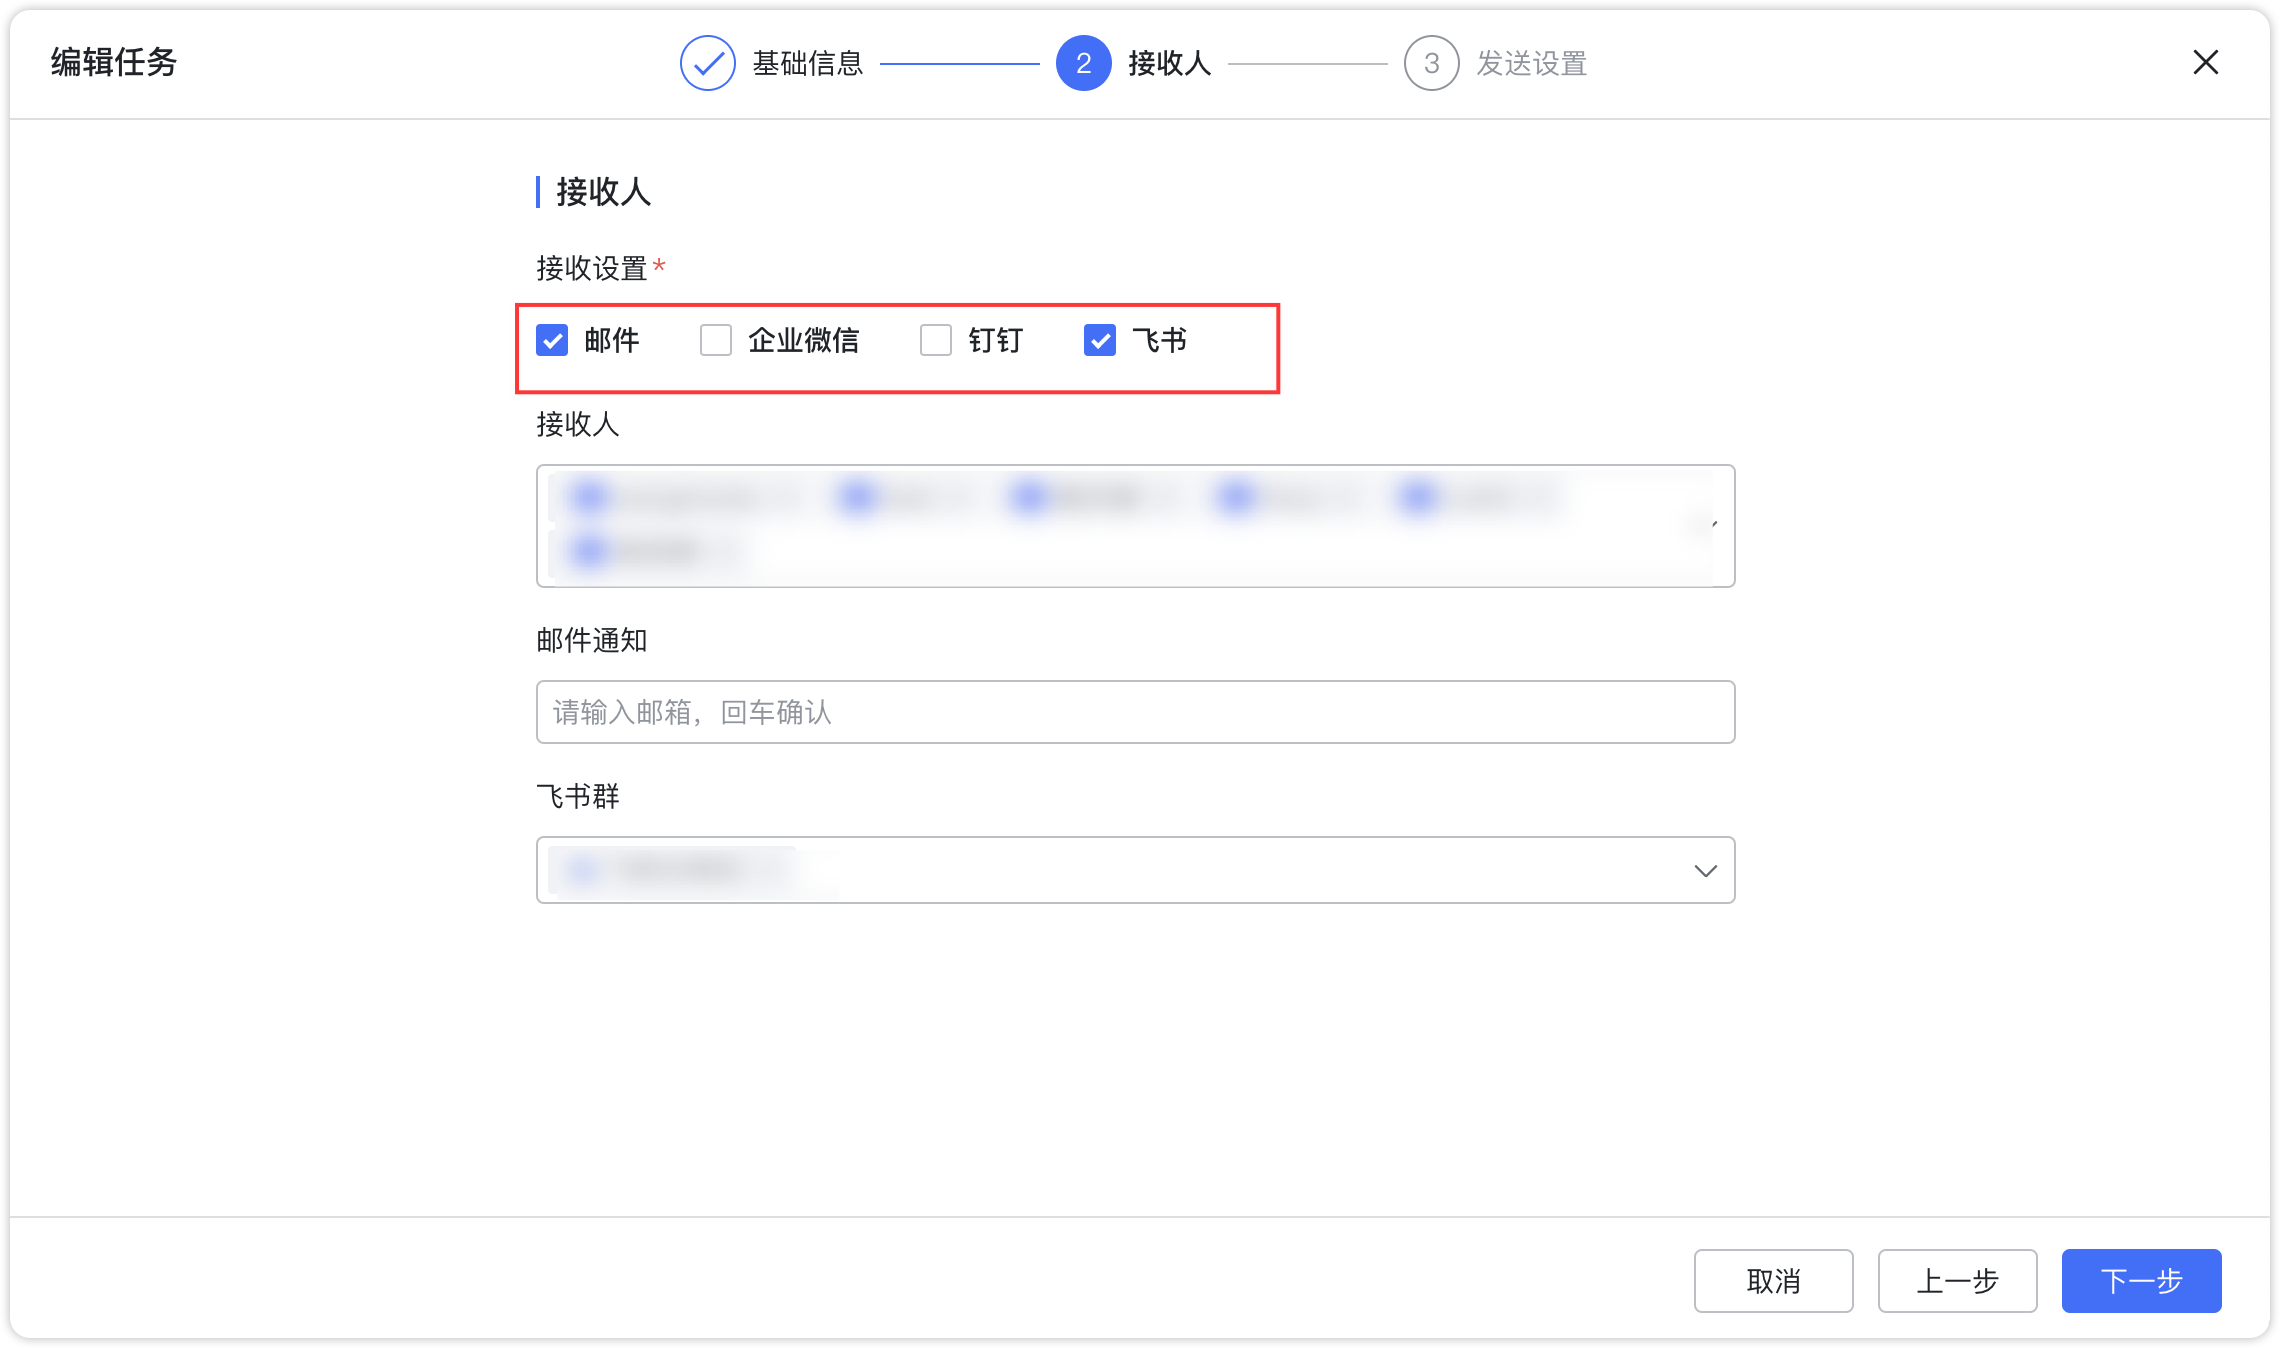 编辑任务
基础信息
2 接收人
3 发送设置
接收人
接收设置*
邮件 企业微信 钉钉 飞书
接收人
邮件通知
请输入邮箱，回车确认
飞书群
取消 上一步 下一步